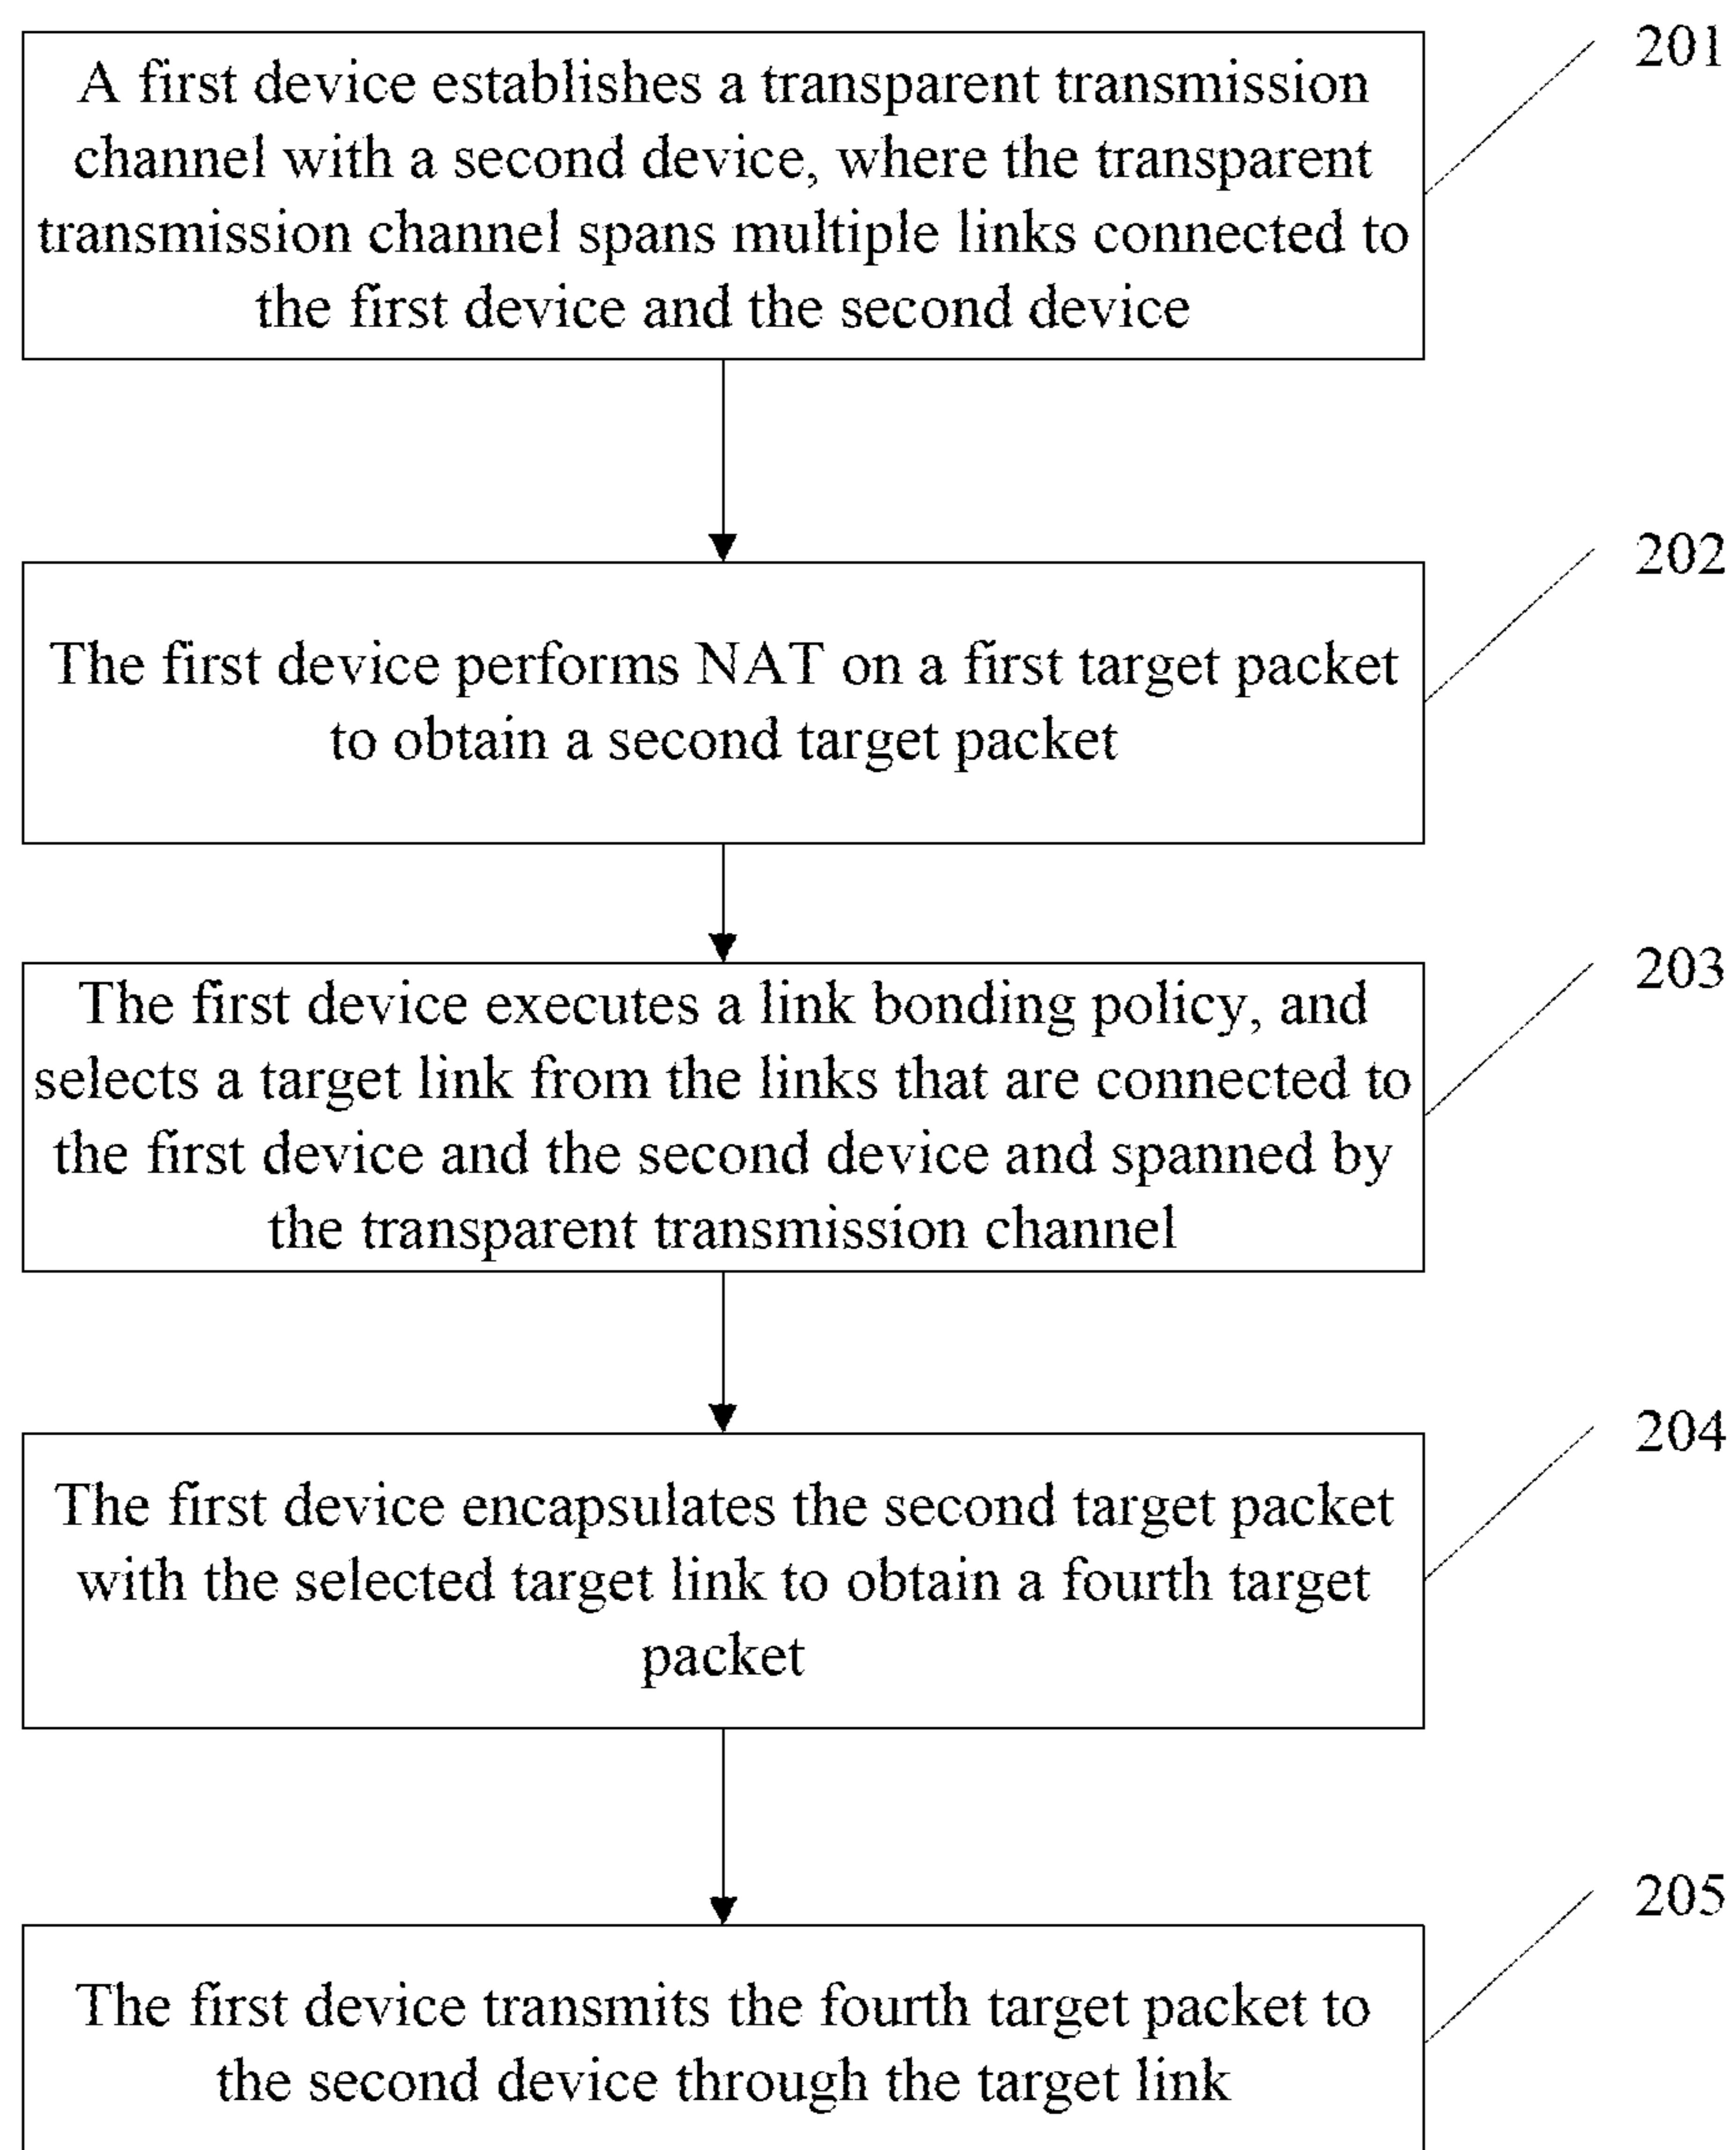 A first device establishes a transparent transmission
channel with a second device, where the transparent
transmission channel spans multiple links connected to
the first device and the second device
201
The first device performs NAT on a first target packet
to obtain a second target packet
202
The first device executes a link bonding policy, and
selects a target link from the links that are connected to
the first device and the second device and spanned by
the transparent transmission channel
203
The first device encapsulates the second target packet
with the selected target link to obtain a fourth target
packet
204
The first device transmits the fourth target packet to
the second device through the target link
205